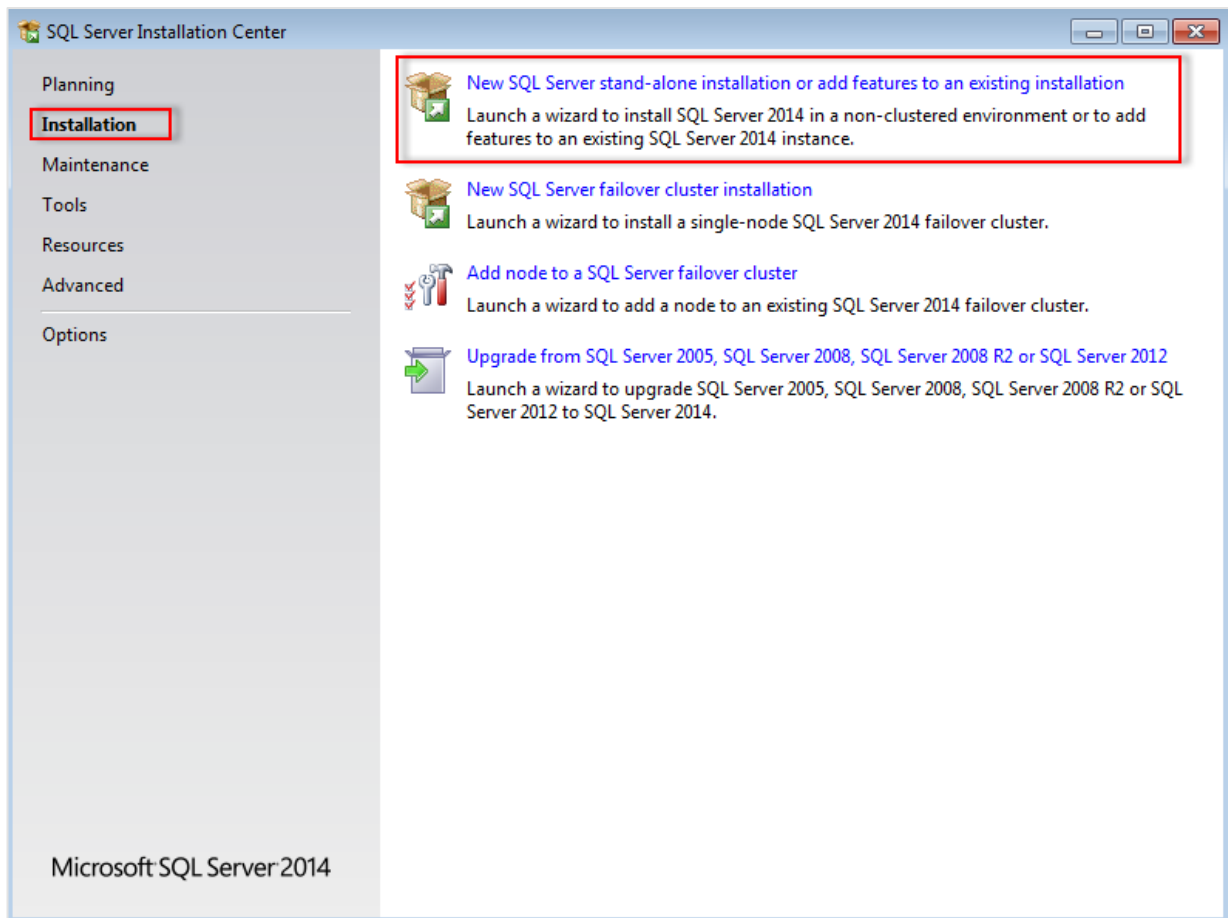 SQL Server Installation Center
Planning
Installation
Maintenance
Tools
Resources
Advanced
Options
New SQL Server stand-alone installation or add features to an existing installation
Launch a wizard to install SQL Server 2014 in a non-clustered environment or to add
features to an existing SQL Server 2014 instance.
New SQL Server failover cluster installation
Launch a wizard to install a single-node SQL Server 2014 failover cluster.
Add node to a SQL Server failover cluster
Launch a wizard to add a node to an existing SQL Server 2014 failover cluster.
Upgrade from SQL Server 2005, SQL Server 2008, SQL Server 2008 R2 or SQL Server 2012
Launch a wizard to upgrade SQL Server 2005, SQL Server 2008, SQL Server 2008 R2 or SQL
Server 2012 to SQL Server 2014.
Microsoft SQL Server 2014